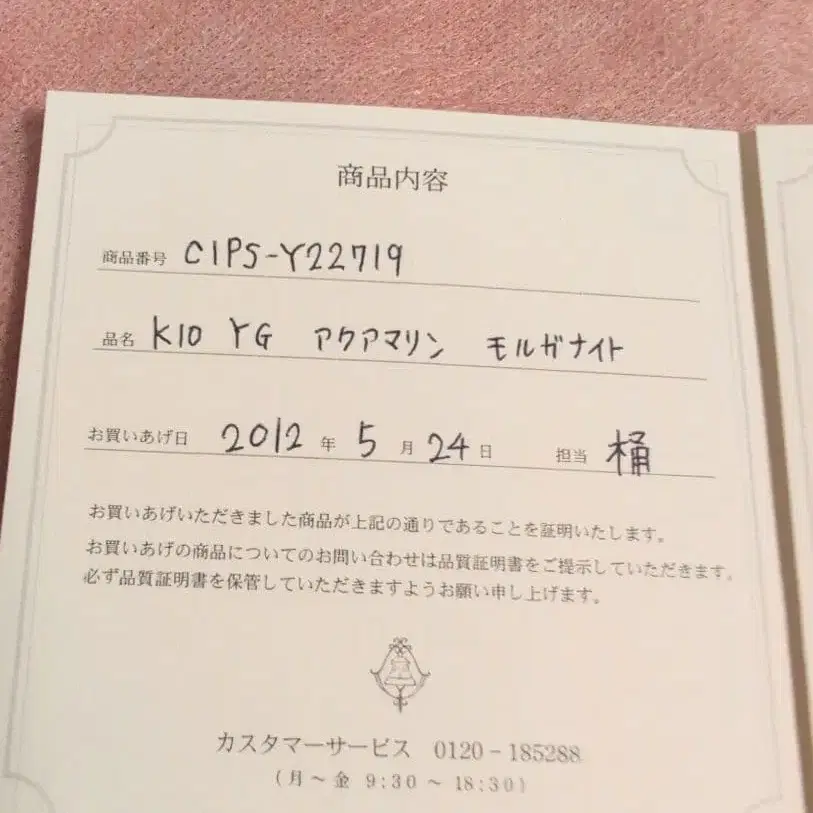 商品内容
商品番号 C1PS-Y22719
品名 K10 YG アクアマリン モルガナイト
お買いあげ日 2012 年 5 月 24 日 担当 桶
お買いあげいただきました商品が上記の通りであることを証明いたします。
お買いあげの商品についてのお問い合わせは品質証明書をご提示していただきます。
必ず品質証明書を保管していただきますようお願い申し上げます。
カスタマーサービス 0120-185288
(月~金 9:30 ~ 18:30)